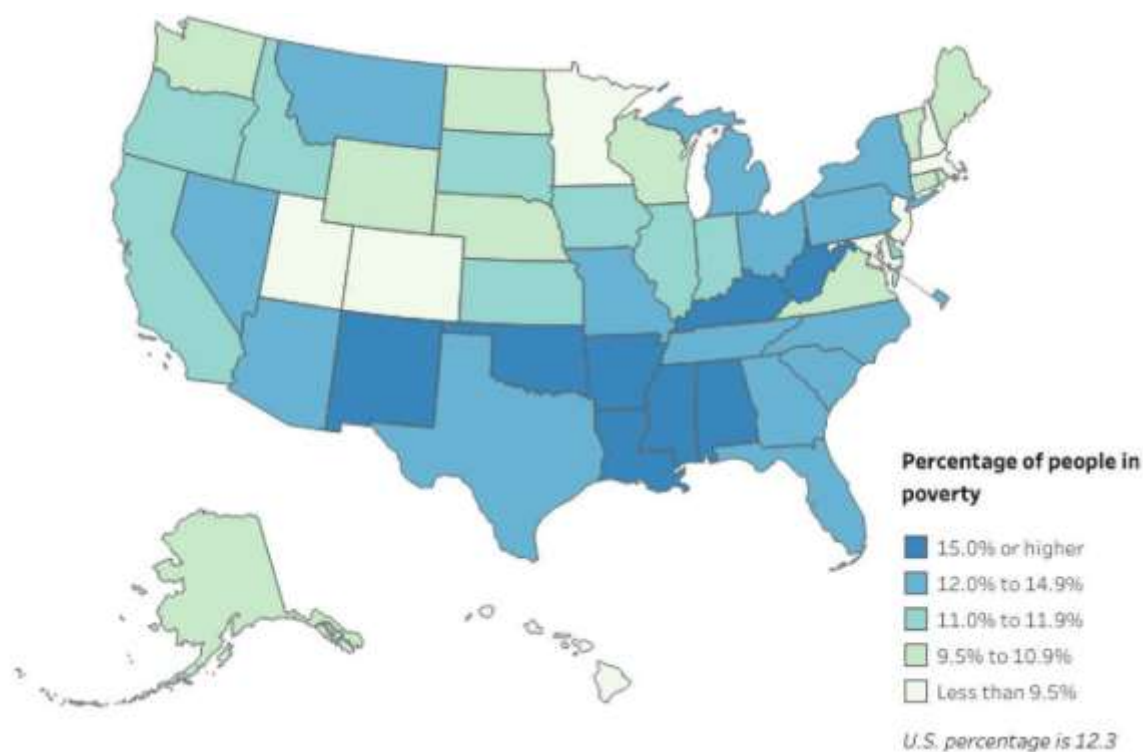 Percentage of people in
poverty
15.0% or higher
12.0% to 14.9%
11.0% to 11.9%
9.5% to 10.9%
Less than 9.5%
U.S. percentage is 12.3